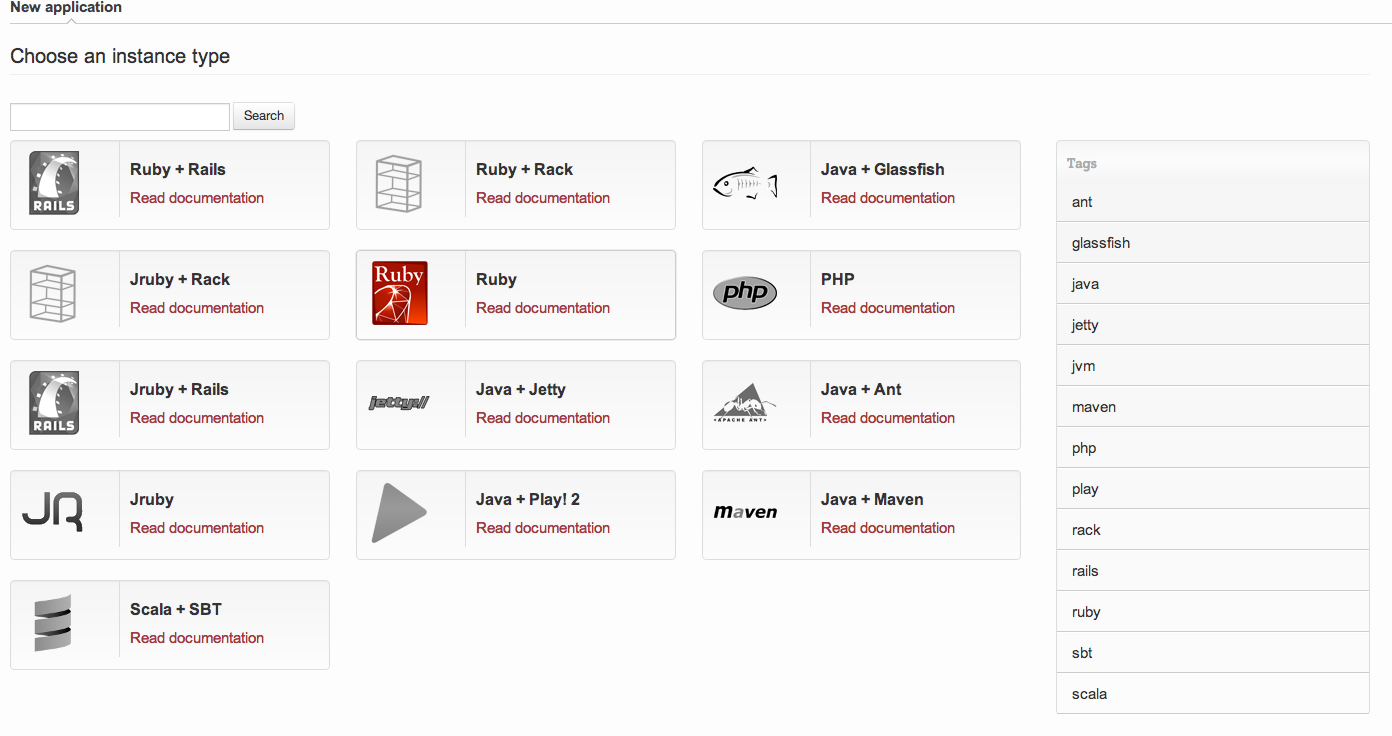 New application
Choose an instance type
Search
RAILS
Ruby + Rails
Read documentation
Ruby + Rack
Read documentation
Java + Glassfish
Read documentation
Jruby + Rack
Read documentation
Ruby
Ruby
Read documentation
php
PHP
Read documentation
RAILS
Jruby + Rails
Read documentation
jetty://
Java + Jetty
Read documentation
APACHE ANT
Java + Ant
Read documentation
JR
Jruby
Read documentation
Java + Play! 2
Read documentation
maven
Java + Maven
Read documentation
Scala + SBT
Read documentation
Tags
ant
glassfish
java
jetty
jvm
maven
php
play
rack
rails
ruby
sbt
scala